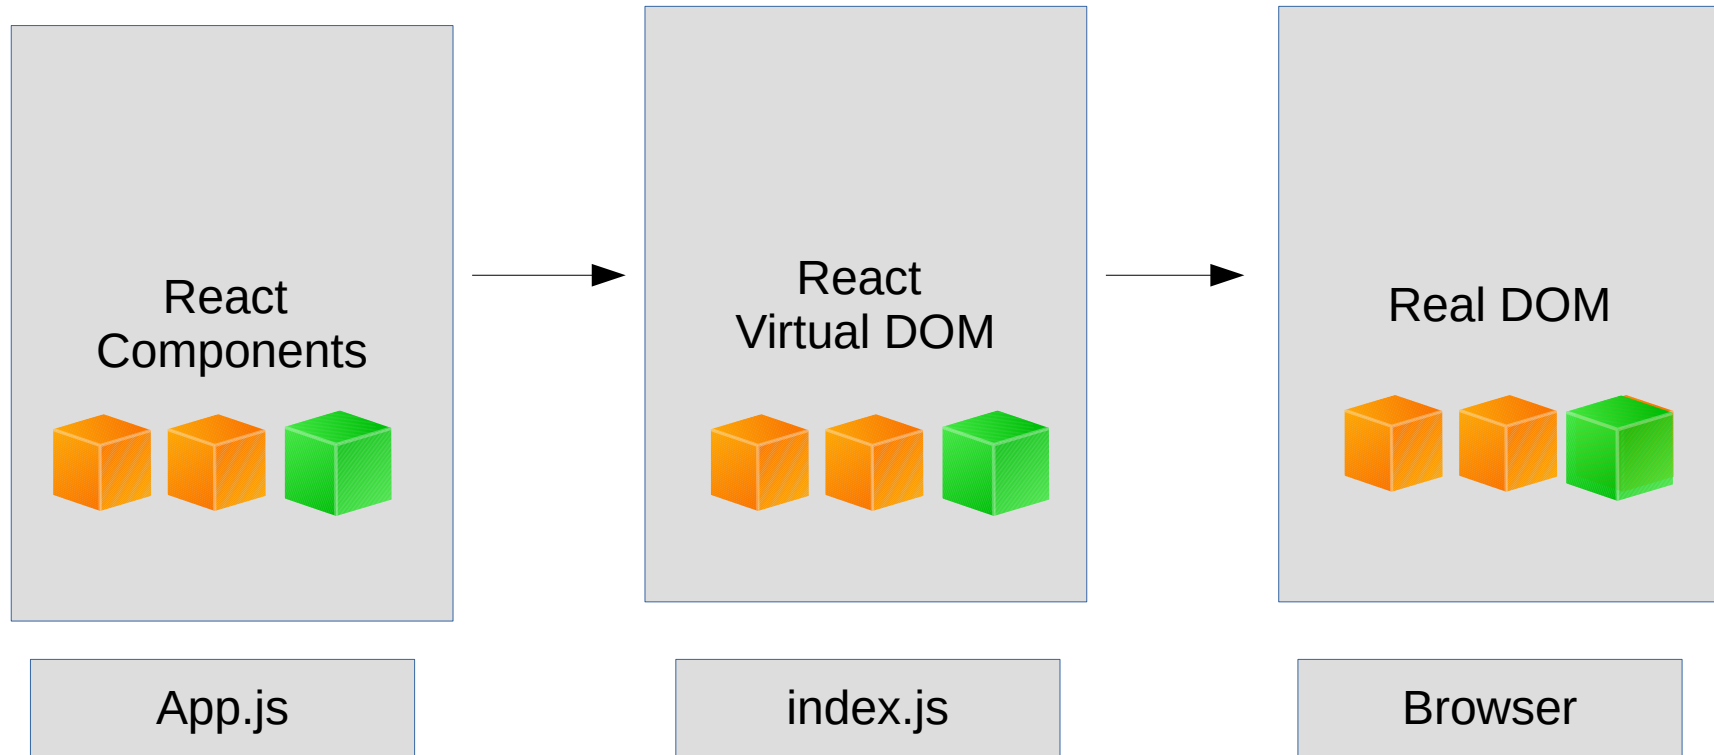 React
Components
React
Virtual DOM
Real DOM
App.js
index.js
Browser